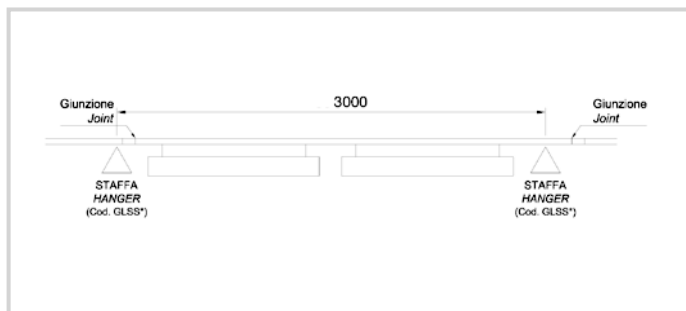 3000
Giunzione
Joint
Giunzione
Joint
STAFFA
HANGER
(Cod. GLSS*)
STAFFA
HANGER
(Cod. GLSS*)